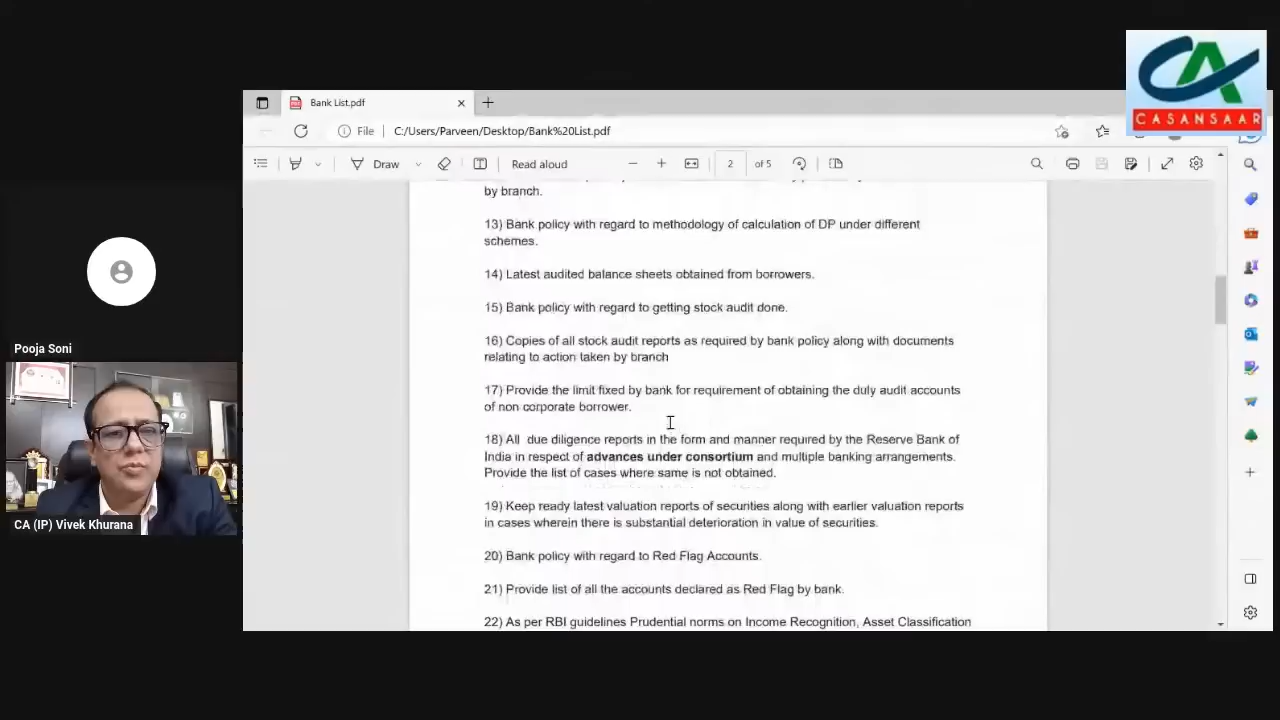 CASANSAAR
Bank List.pdf
File
C:/Users/Parveen/Desktop/Bank%20List.pdf
Draw
Read aloud
2
of 5
by branch.
13) Bank policy with regard to methodology of calculation of DP under different
schemes.
14) Latest audited balance sheets obtained from borrowers.
15) Bank policy with regard to getting stock audit done.
16) Copies of all stock audit reports as required by bank policy along with documents
relating to action taken by branch
17) Provide the limit fixed by bank for requirement of obtaining the duly audit accounts
of non corporate borrower.
18) All due diligence reports in the form and manner required by the Reserve Bank of
India in respect of advances under consortium and multiple banking arrangements.
Provide the list of cases where same is not obtained.
19) Keep ready latest valuation reports of securities along with earlier valuation reports
in cases wherein there is substantial deterioration in value of securities.
20) Bank policy with regard to Red Flag Accounts.
21) Provide list of all the accounts declared as Red Flag by bank.
22) As per RBI guidelines Prudential norms on Income Recognition, Asset Classification
Pooja Soni
CA (IP) Vivek Khurana